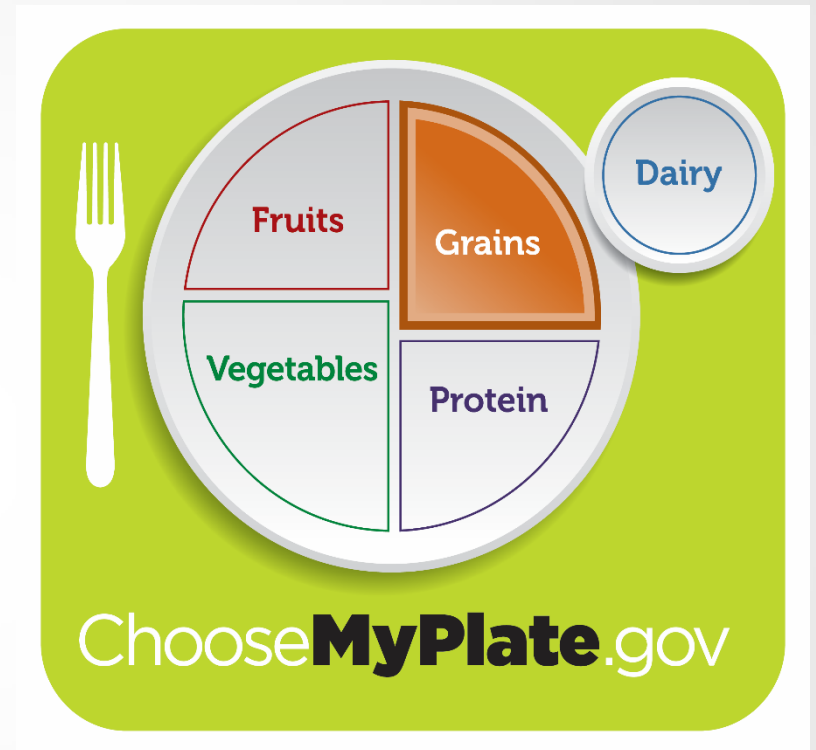 Dairy
Fruits
Grains
Vegetables
Protein
ChooseMyPlate.gov